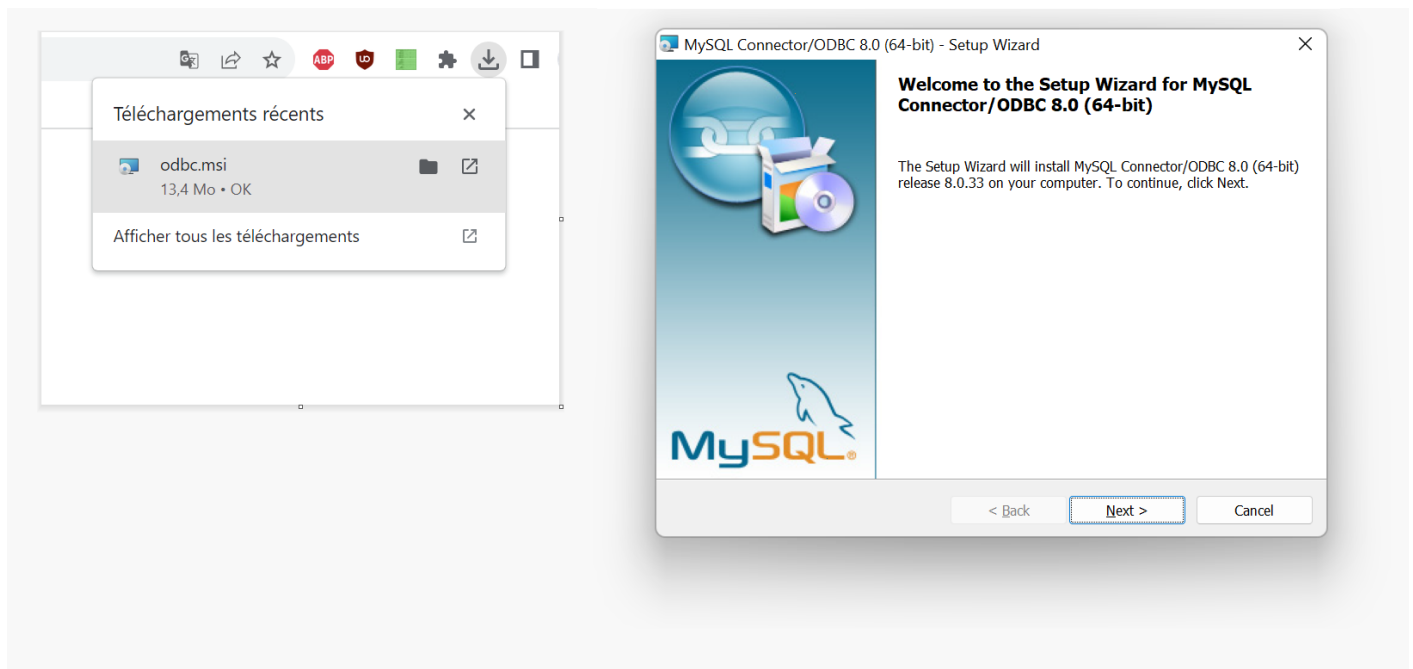 ABP
UO
Téléchargements récents
odbc.msi
13,4 Mo • OK
Afficher tous les téléchargements
MySQL Connector/ODBC 8.0 (64-bit) - Setup Wizard
Welcome to the Setup Wizard for MySQL
Connector/ODBC 8.0 (64-bit)
The Setup Wizard will install MySQL Connector/ODBC 8.0 (64-bit)
release 8.0.33 on your computer. To continue, click Next.
MySQL®
< Back
Next >
Cancel